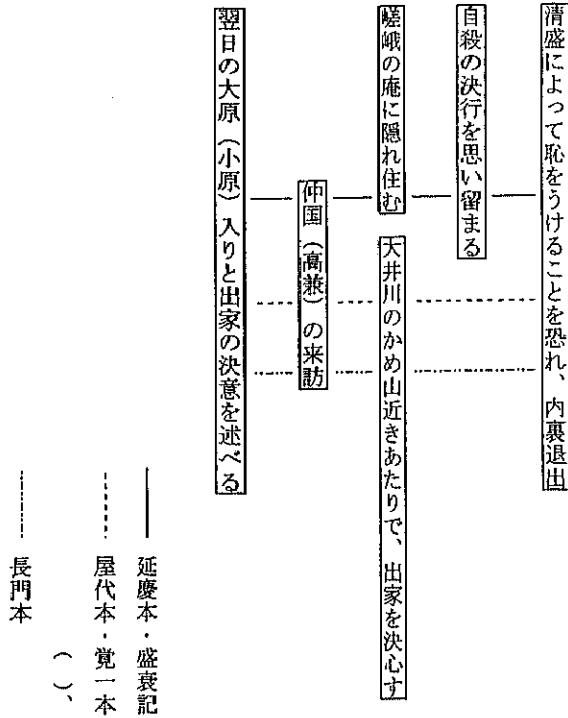 清盛によって恥をうけることを恐れ、内裏退出
自殺の決行を思い留まる
嵯峨の庵に隠れ住む
大井川のかめ山近きあたりで、出家を決心す
仲国（高兼）の来訪
翌日の大原（小原）入りと出家の決意を述べる
延慶本・盛衰記
屋代本・覚一本
（　）、
長門本